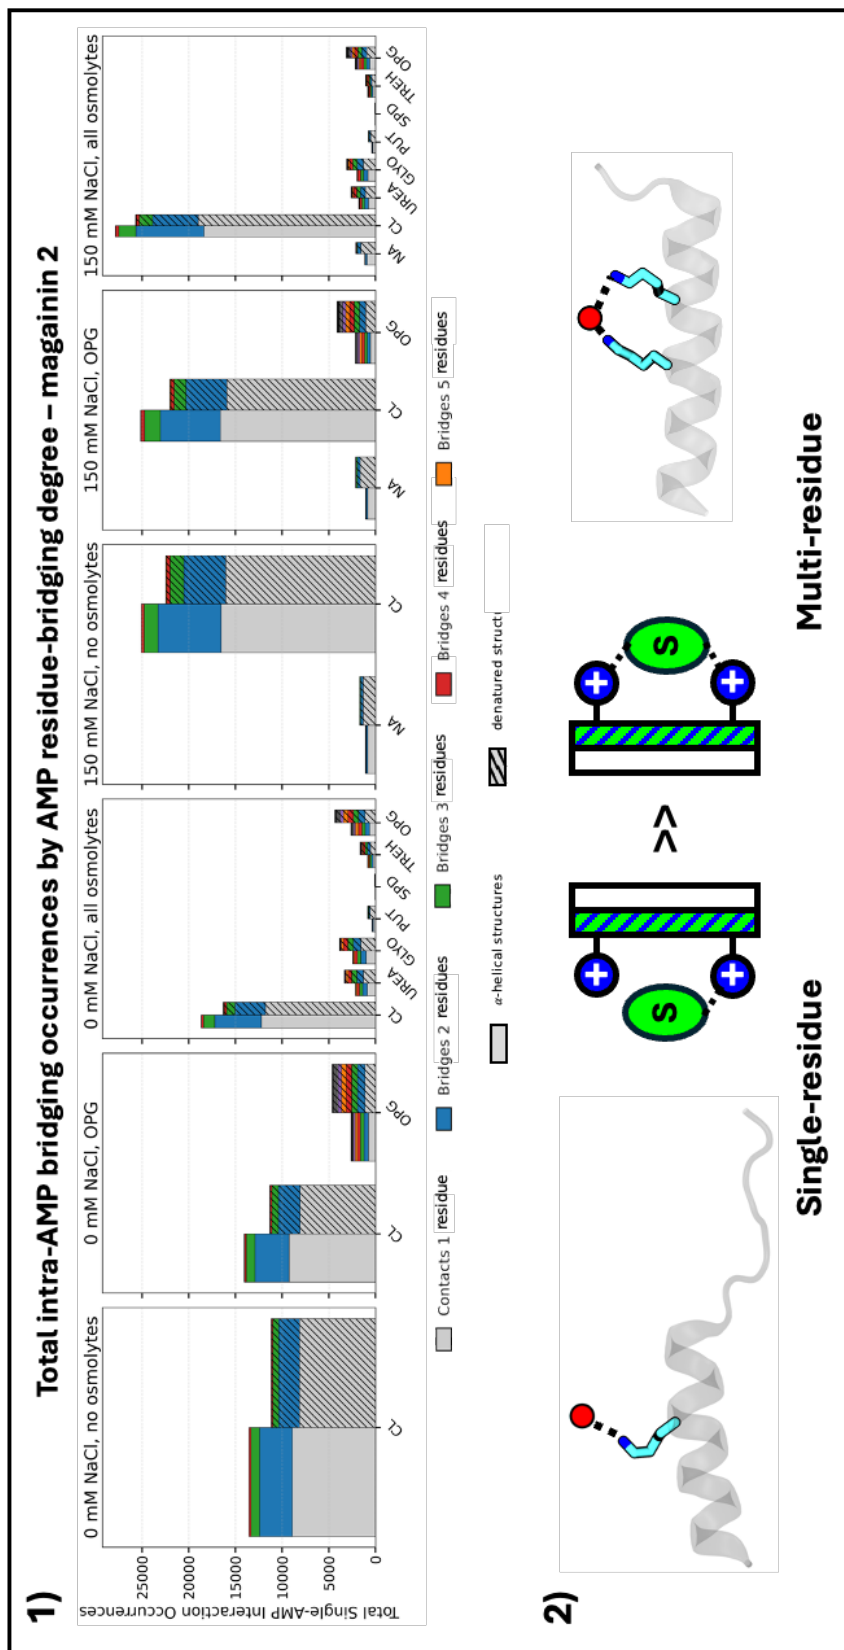 1)
Total intra-AMP bridging occurrences by AMP residue-bridging degree – magainin 2
Total Single-AMP Interaction Occurrences
25000
20000
15000
10000
5000
0
0 mM NaCl, no osmolytes
CL
0 mM NaCl, OPG
CL
OPG
0 mM NaCl, all osmolytes
CL
UREA
GLYO
PUT
SPD
TREH
OPG
150 mM NaCl, no osmolytes
NA
CL
150 mM NaCl, OPG
NA
CL
OPG
150 mM NaCl, all osmolytes
NA
CL
UREA
GLYO
PUT
SPD
TREH
OPG
Contacts 1 residue
Bridges 2 residues
Bridges 3 residues
Bridges 4 residues
Bridges 5 residues
α-helical structures
denatured struct
2)
+
+
S
>>
+
+
S
Single-residue
Multi-residue